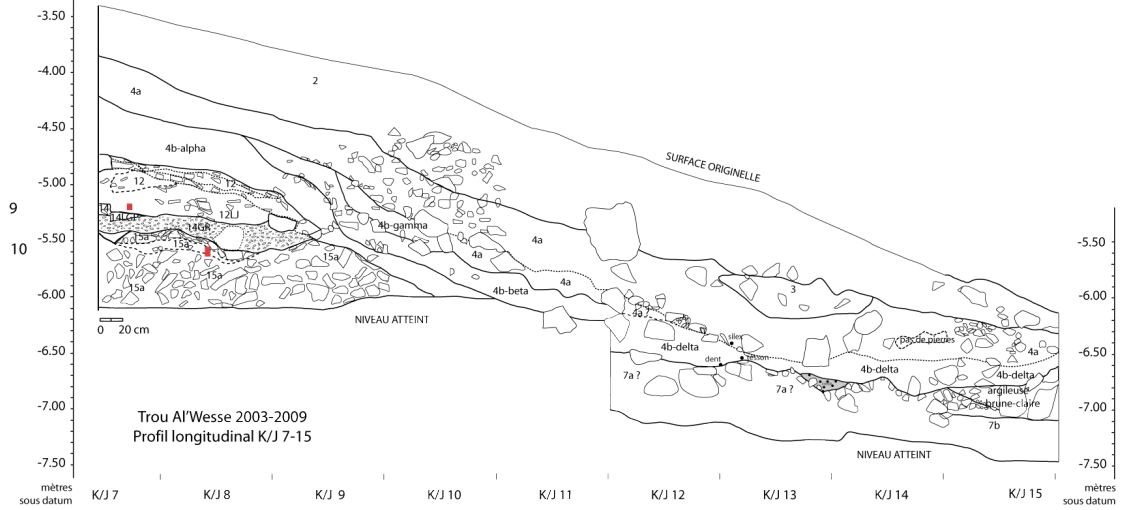 -3.50
-4.00
-4.50
-5.00
-5.50
-6.00
-6.50
-7.00
-7.50
9
10
mètres
sous datum
2
4a
4b-alpha
12
12
12LJ
14GR
15a
15a
15a
15a
4b-gamma
4a
4a
4a
4b-beta
SURFACE ORIGINELLE
NIVEAU ATTEINT
0 20 cm
3
4a
4b-delta
silex
dent
tesson
7a ?
7a ?
4b-delta
pas de pierres
4a
4b-delta
argileuse
brune-claire
7b
NIVEAU ATTEINT
Trou Al'Wesse 2003-2009
Profil longitudinal K/J 7-15
K/J 7
K/J 8
K/J 9
K/J 10
K/J 11
K/J 12
K/J 13
K/J 14
K/J 15
-5.50
-6.00
-6.50
-7.00
-7.50
mètres
sous datum